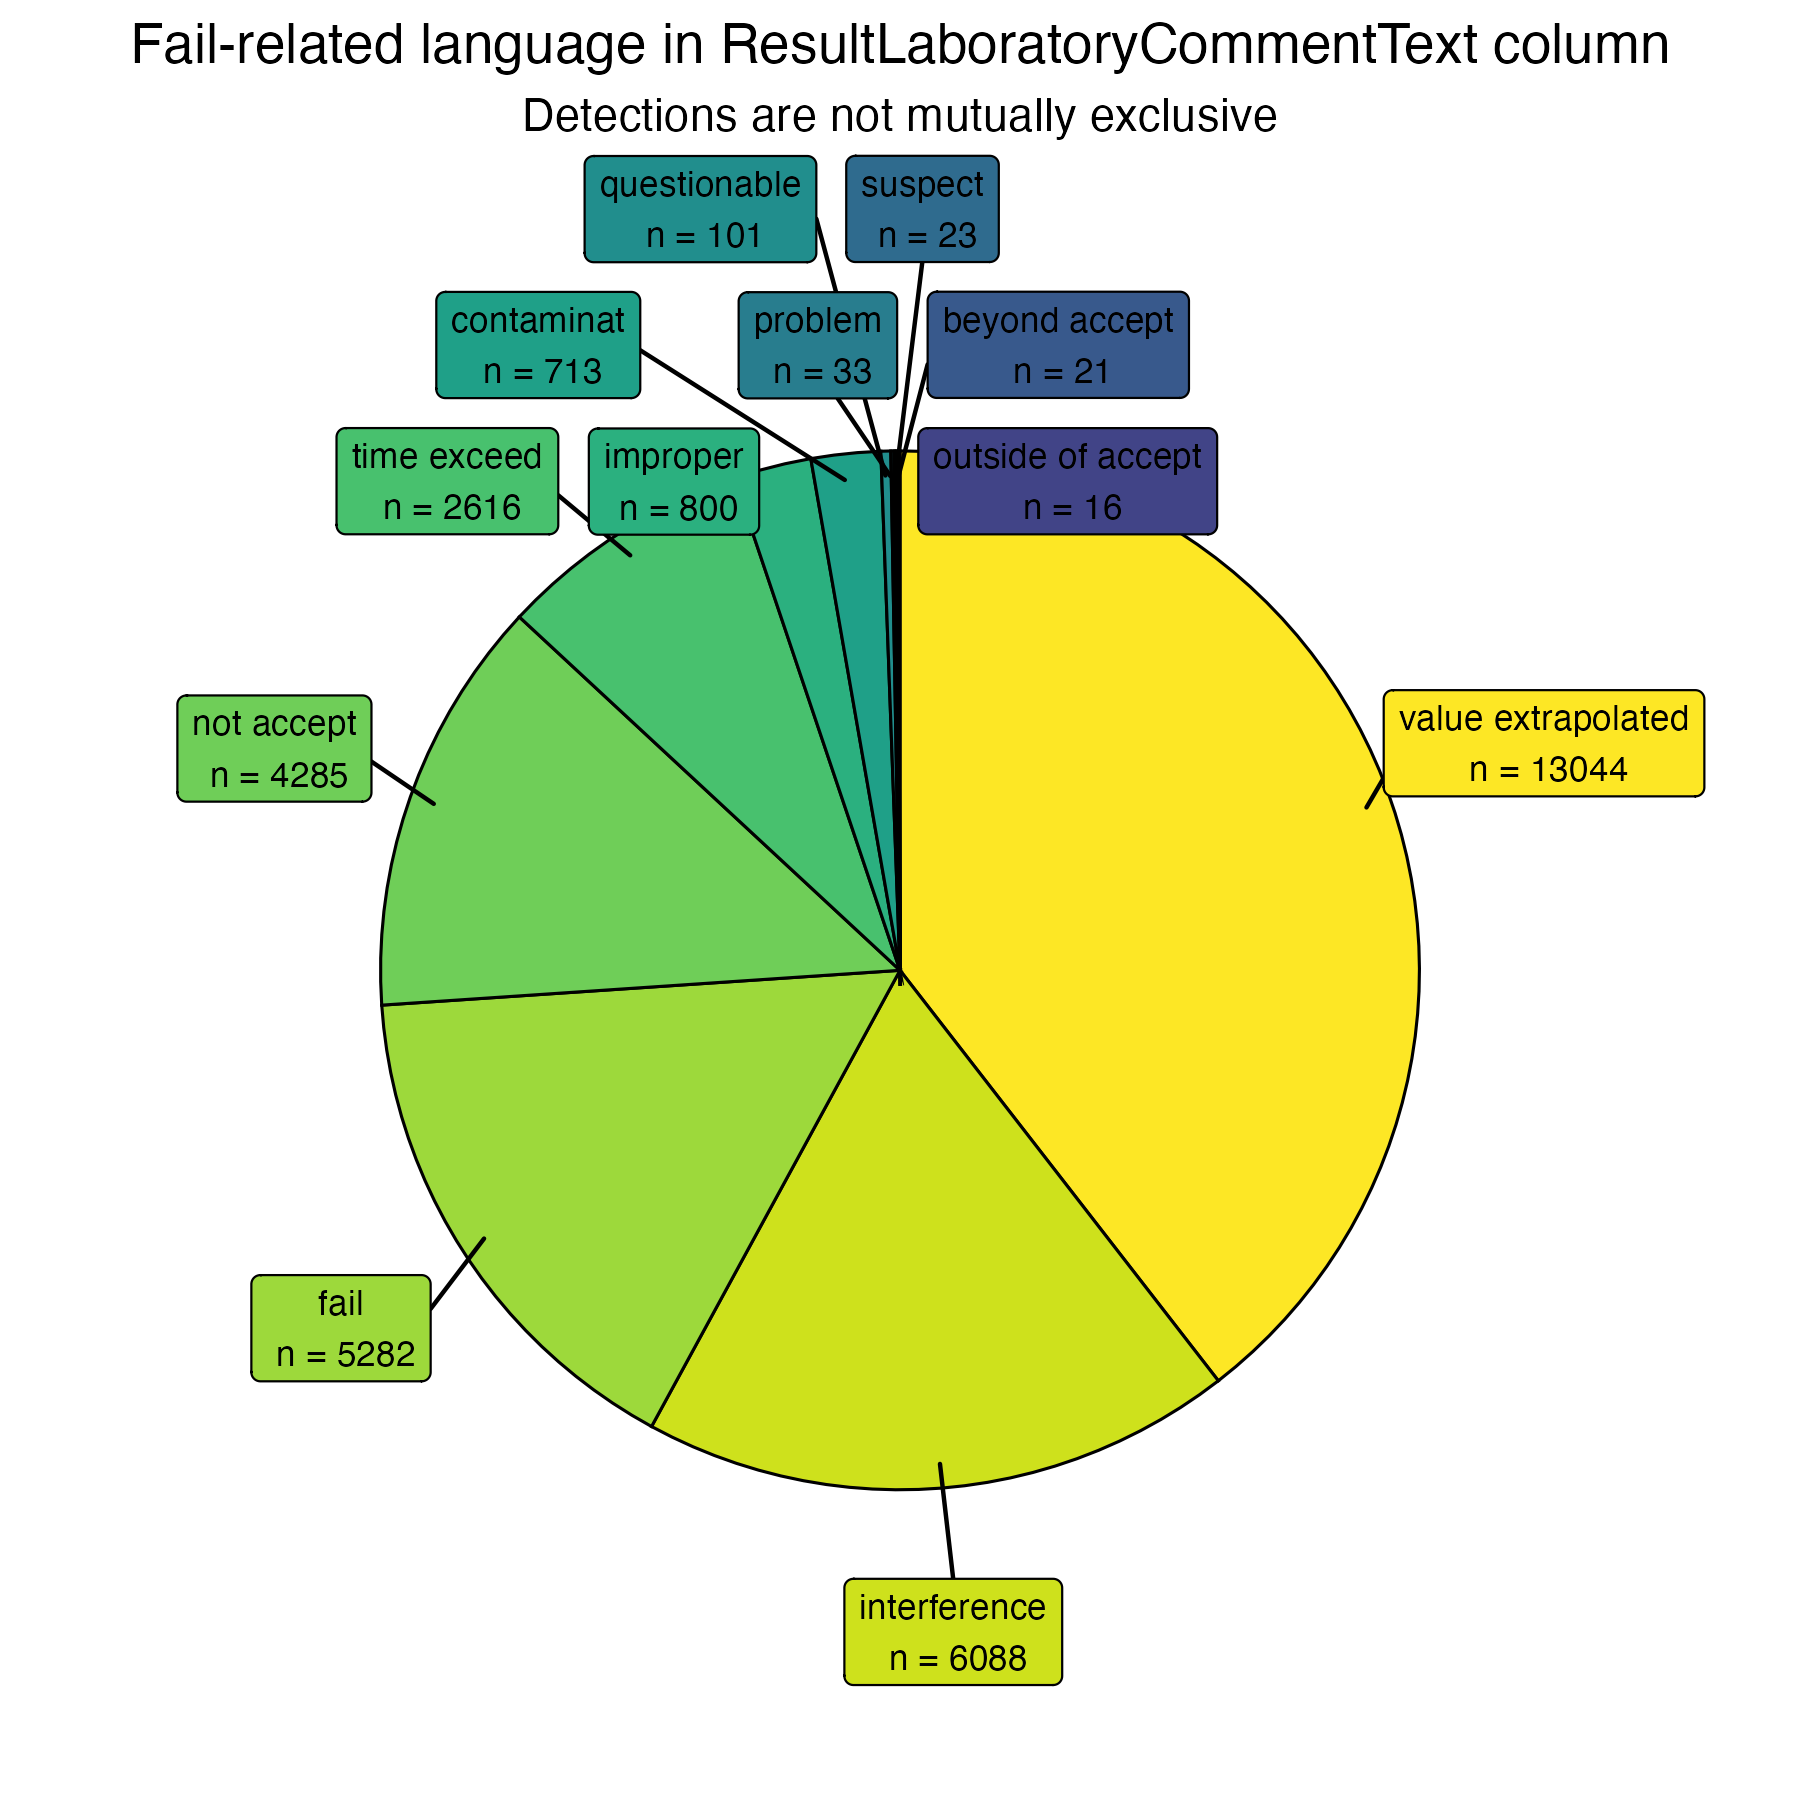 Fail-related language in ResultLaboratoryCommentText column
Detections are not mutually exclusive
questionable
n = 101
suspect
n = 23
contaminat
n = 713
problem
n = 33
beyond accept
n = 21
time exceed
n = 2616
improper
n = 800
outside of accept
n = 16
not accept
n = 4285
value extrapolated
n = 13044
fail
n = 5282
interference
n = 6088